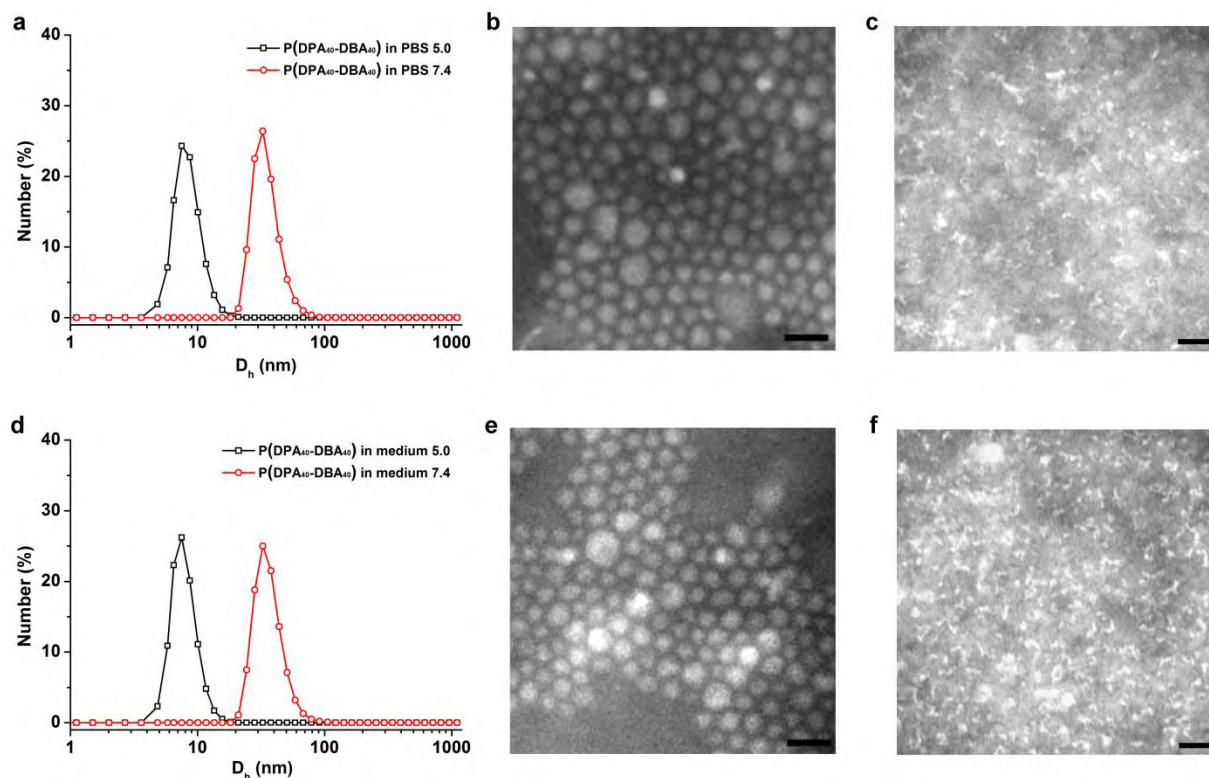 a
40
30
20
10
0
Number (%)
P(DPA₄₀-DBA₄₀) in PBS 5.0
P(DPA₄₀-DBA₄₀) in PBS 7.4
1 10 100 1000
Dₕ (nm)
b
c
d
40
30
20
10
0
Number (%)
P(DPA₄₀-DBA₄₀) in medium 5.0
P(DPA₄₀-DBA₄₀) in medium 7.4
1 10 100 1000
Dₕ (nm)
e
f